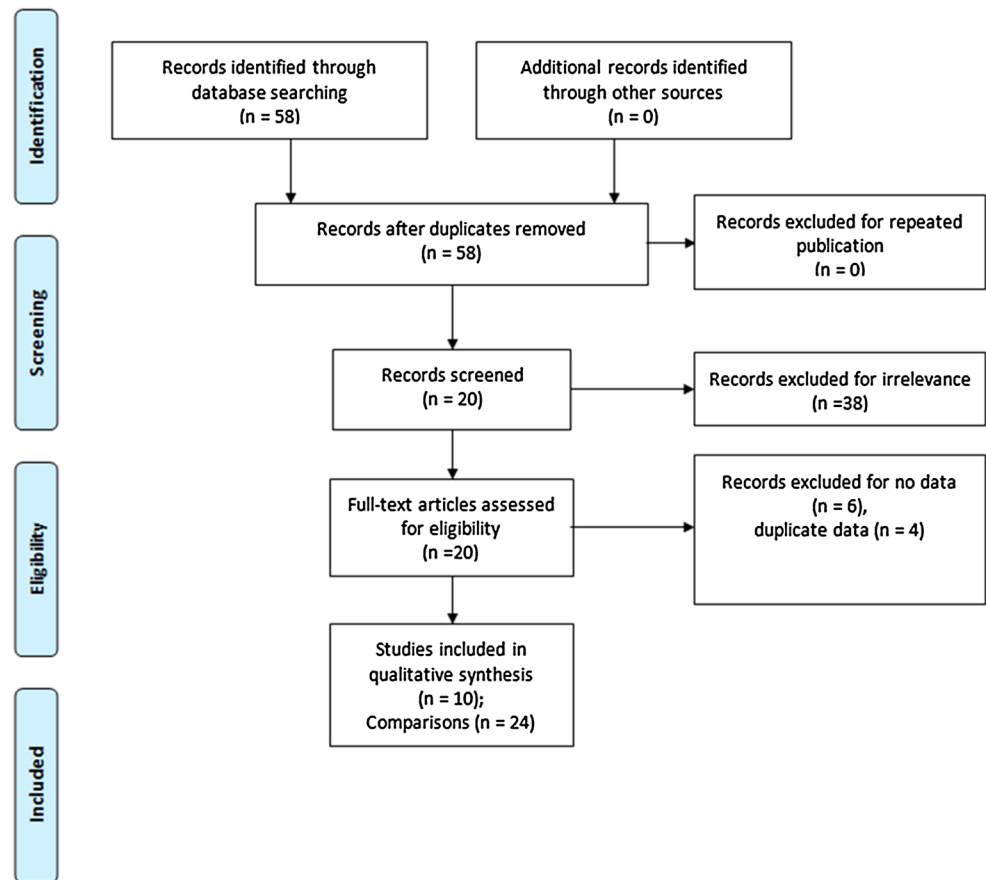 Identification
Records identified through
database searching
(n = 58)
Additional records identified
through other sources
(n = 0)
Records after duplicates removed
(n = 58)
Records excluded for repeated
publication
(n = 0)
Screening
Records screened
(n = 20)
Records excluded for irrelevance
(n =38)
Eligibility
Full-text articles assessed
for eligibility
(n =20)
Records excluded for no data
(n = 6),
duplicate data (n = 4)
Included
Studies included in
qualitative synthesis
(n = 10);
Comparisons (n = 24)